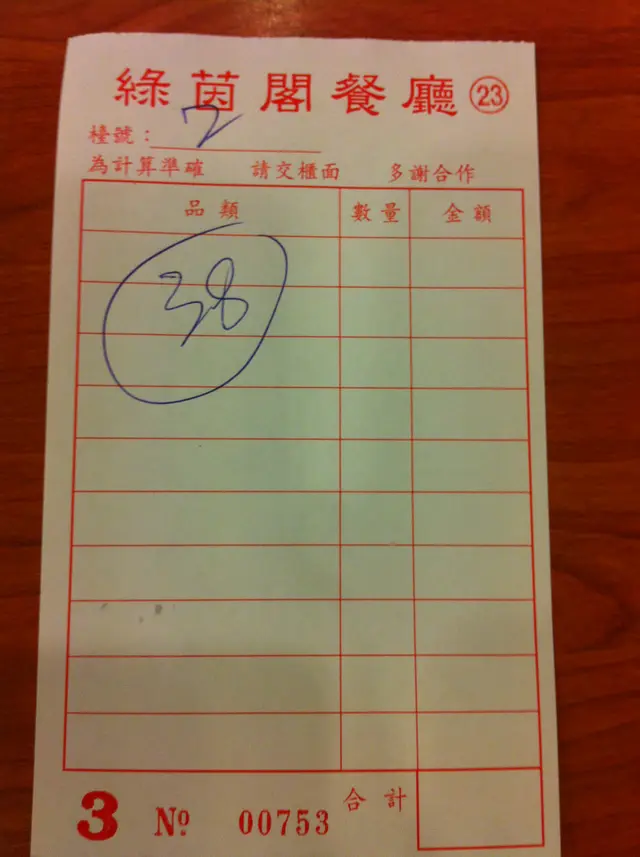 綠茵閣餐廳 23
檯號： 7
為計算準確 請交櫃面 多謝合作
品類 數量 金額
38
合計
3 Nº 00753